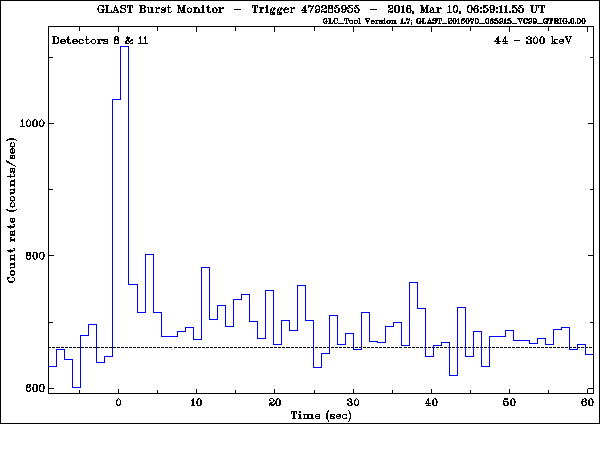 GLAST Burst Monitor - Trigger 479285955 - 2016, Mar 10, 06:59:11.55 UT
GLC_Tool Version 1.7; GLAST_2016070_065915_VC09_GTRIG.0.00
Detectors 8 & 11
44 - 300 keV
1000
800
600
Count rate (counts/sec)
0 10 20 30 40 50 60
Time (sec)